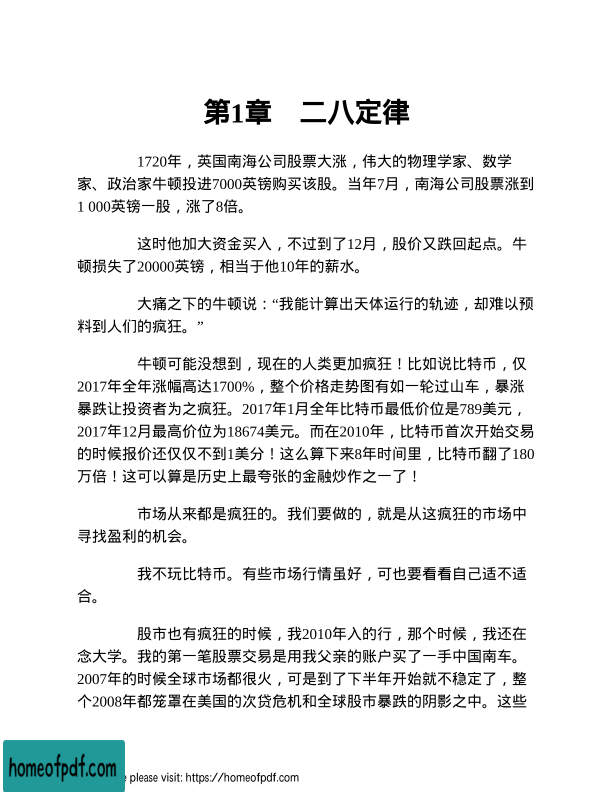 第1章　二八定律
1720年，英国南海公司股票大涨，伟大的物理学家、数学
家、政治家牛顿投进7000英镑购买该股。当年7月，南海公司股票涨到
1 000英镑一股，涨了8倍。
这时他加大资金买入，不过到了12月，股价又跌回起点。牛
顿损失了20000英镑，相当于他10年的薪水。
大痛之下的牛顿说：“我能计算出天体运行的轨迹，却难以预
料到人们的疯狂。”
牛顿可能没想到，现在的人类更加疯狂！比如说比特币，仅
2017年全年涨幅高达1700%，整个价格走势图有如一轮过山车，暴涨
暴跌让投资者为之疯狂。2017年1月全年比特币最低价位是789美元，
2017年12月最高价位为18674美元。而在2010年，比特币首次开始交易
的时候报价还仅仅不到1美分！这么算下来8年时间里，比特币翻了180
万倍！这可以算是历史上最夸张的金融炒作之一了！
市场从来都是疯狂的。我们要做的，就是从这疯狂的市场中
寻找盈利的机会。
我不玩比特币。有些市场行情虽好，可也要看看自己适不适
合。
股市也有疯狂的时候，我2010年入的行，那个时候，我还在
念大学。我的第一笔股票交易是用我父亲的账户买了一手中国南车。
2007年的时候全球市场都很火，可是到了下半年开始就不稳定了，整
个2008年都笼罩在美国的次贷危机和全球股市暴跌的阴影之中。这些
homeofpdf.com
e please visit: https://homeofpdf.com